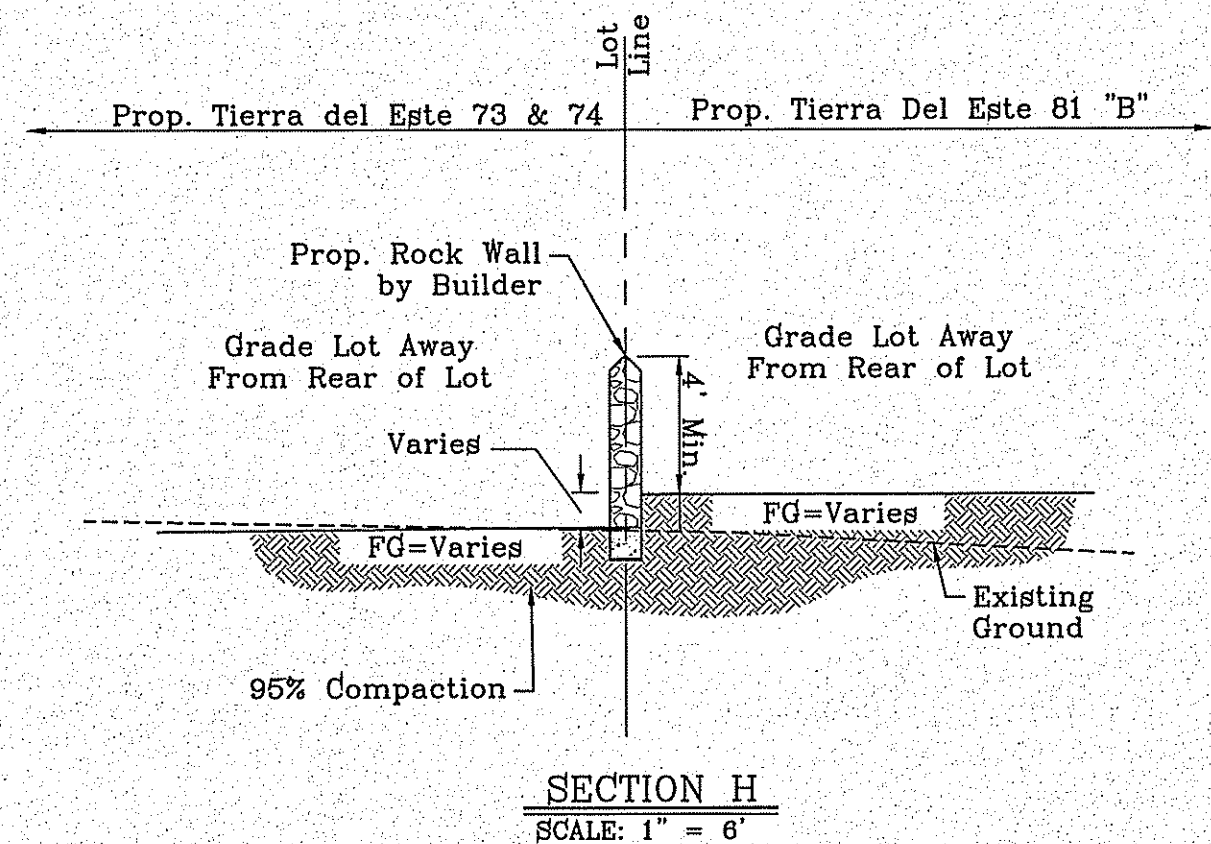 Lot
Line
Prop. Tierra del Este 73 & 74
Prop. Tierra Del Este 81 "B"
Prop. Rock Wall
by Builder
Grade Lot Away
From Rear of Lot
Grade Lot Away
From Rear of Lot
4' Min.
Varies
FG=Varies
FG=Varies
Existing
Ground
95% Compaction
SECTION H
SCALE: 1" = 6'